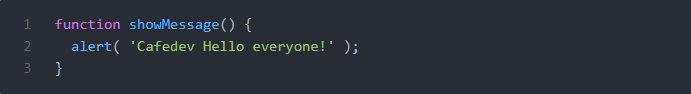 1 function showMessage() {
2   alert( 'Cafedev Hello everyone!' );
3 }